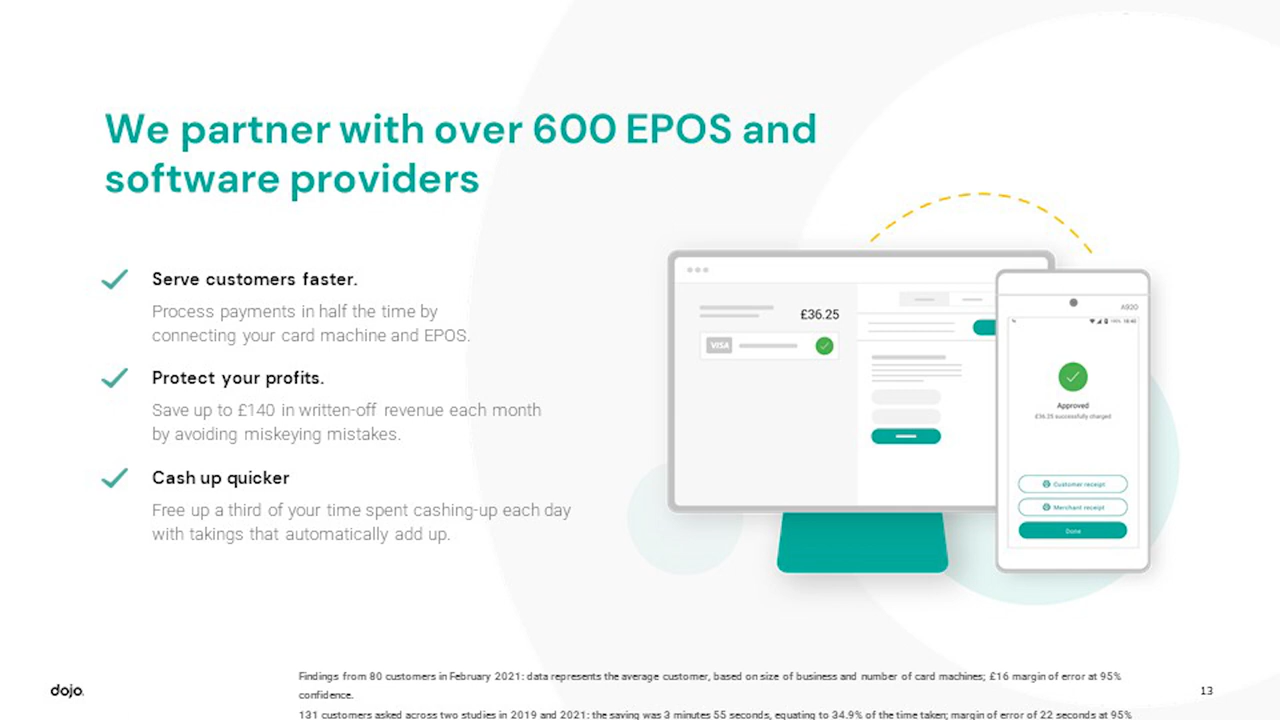 We partner with over 600 EPOS and
software providers
Serve customers faster.
Process payments in half the time by
connecting your card machine and EPOS.
Protect your profits.
Save up to £140 in written-off revenue each month
by avoiding miskeying mistakes.
Cash up quicker
Free up a third of your time spent cashing-up each day
with takings that automatically add up.
£36.25
VISA
A920
18:40
Approved
£36.25 successfully charged
Customer receipt
Merchant receipt
Done
dojo.
Findings from 80 customers in February 2021: data represents the average customer, based on size of business and number of card machines; £16 margin of error at 95%
confidence.
131 customers asked across two studies in 2019 and 2021: the saving was 3 minutes 55 seconds, equating to 34.9% of the time taken; margin of error of 22 seconds at 95%
13